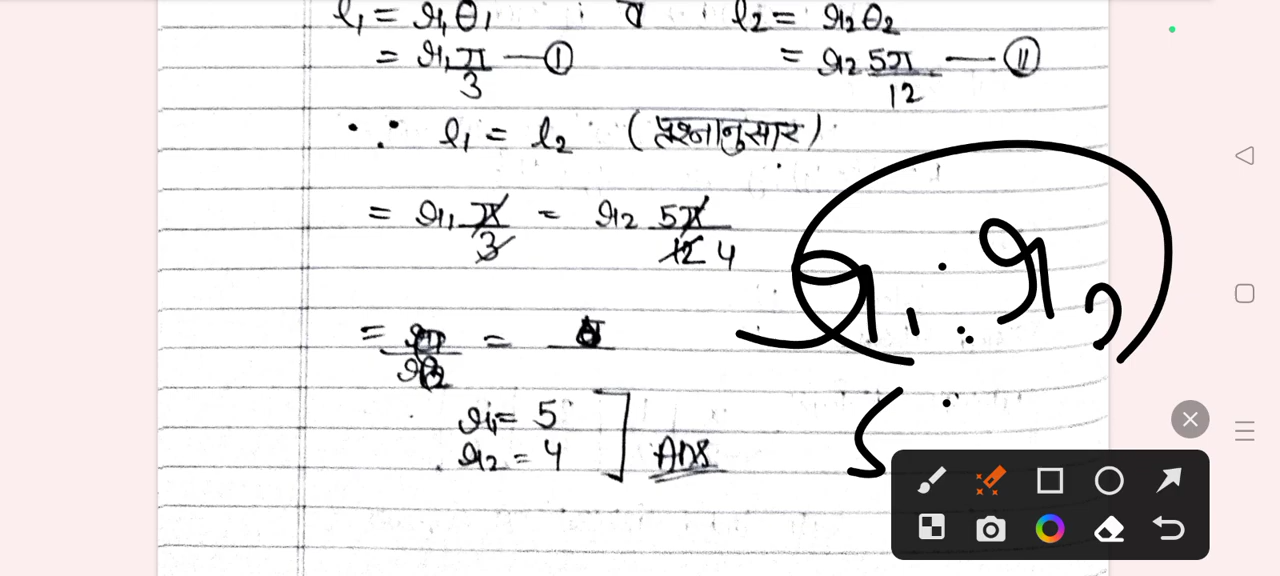 l₁ = r₁θ₁ ; व ; l₂ = r₂θ₂
= r₁ π/3 — ① = r₂ 5π/12 — ⑪
∴ l₁ = l₂ (प्रश्नानुसार)
= r₁ π/3 = r₂ 5π/12 4
r₁ : r₂
=
r₁ = 5
5 :
r₂ = 4 Ans